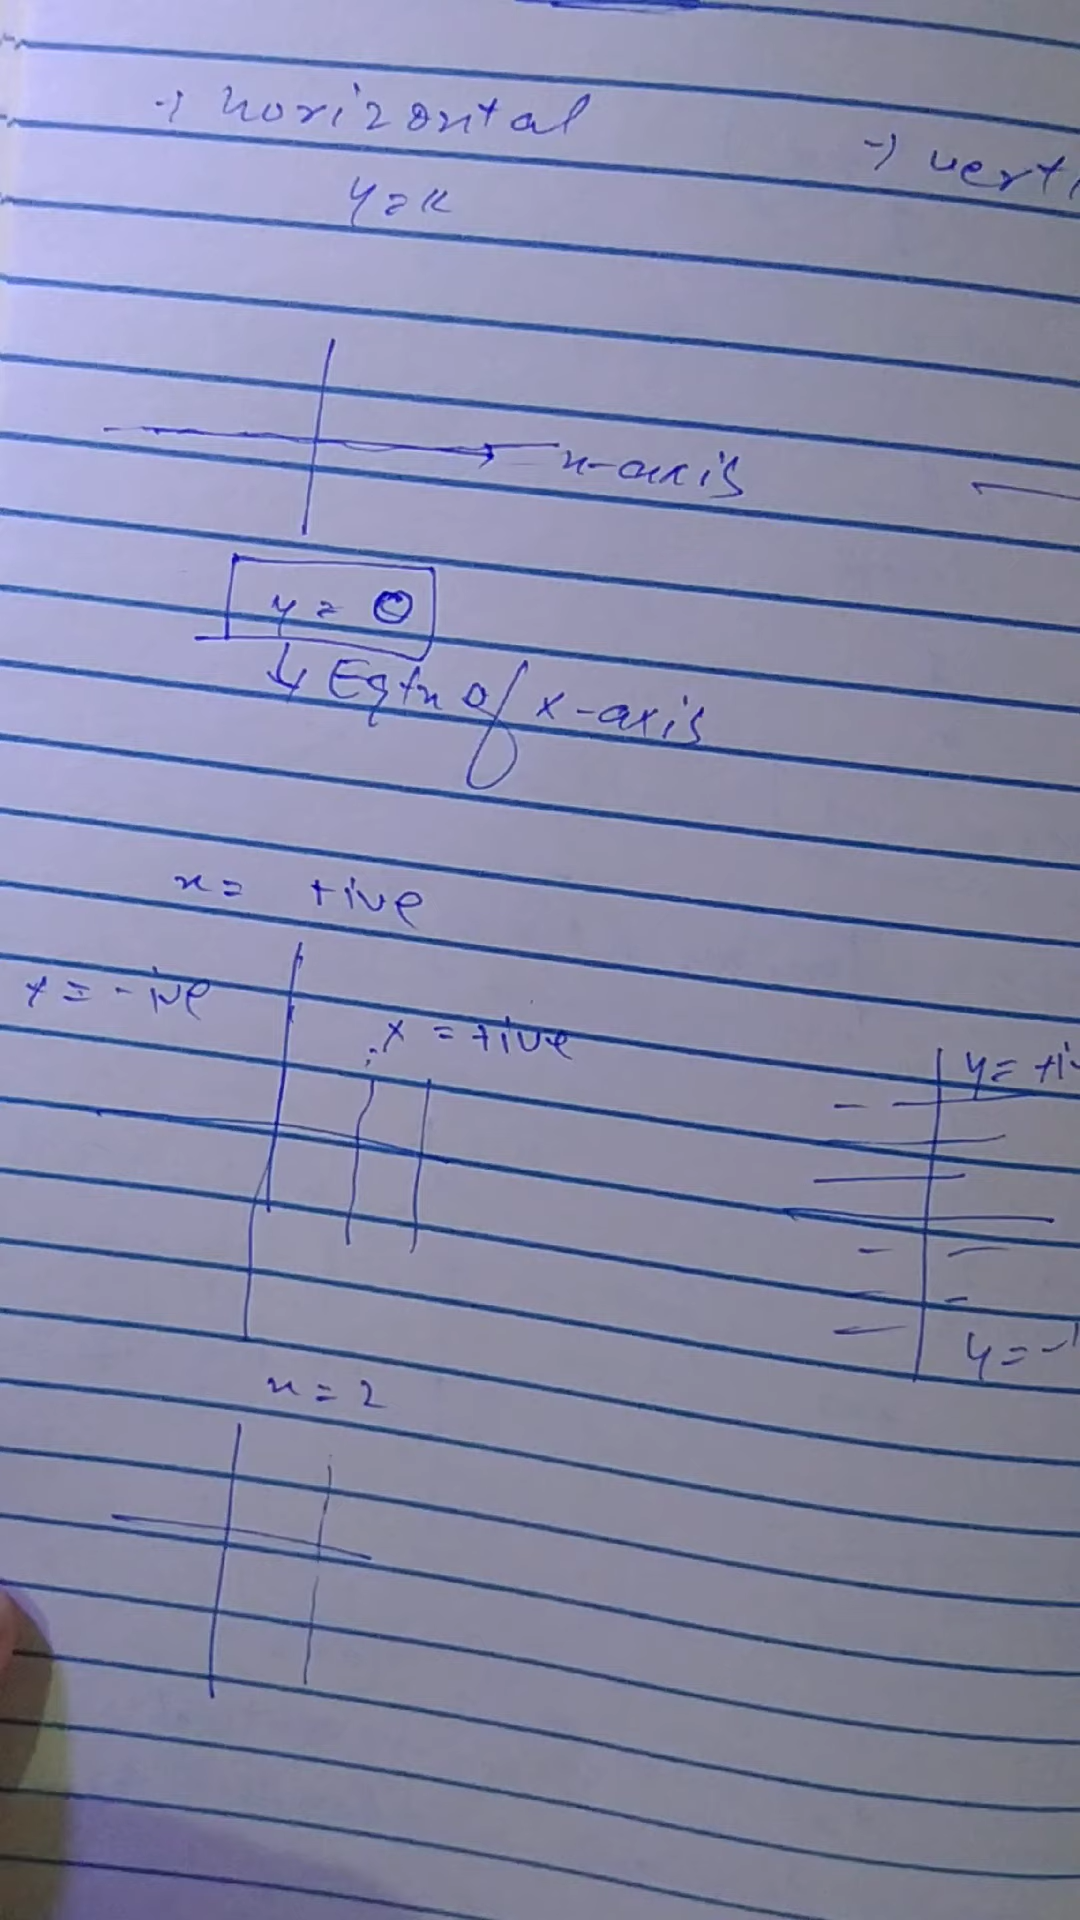 → horizontal
→ vert
y=k
x-axis
y = 0
↓ Eqtn of x-axis
x= +ive
x = -ive
x = +ive
y= +i
y=-
x=2